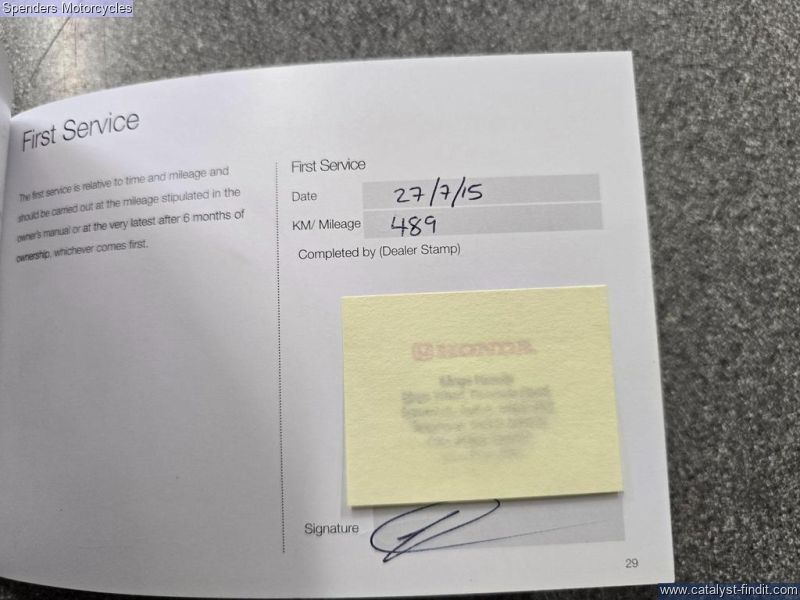 Spenders Motorcycles
First Service
The first service is relative to time and mileage and
should be carried out at the mileage stipulated in the
owner's manual or at the very latest after 6 months of
ownership, whichever comes first.
First Service
Date 27/7/15
KM/ Mileage 489
Completed by (Dealer Stamp)
HONDA
Signature
29
www.catalyst-findit.com